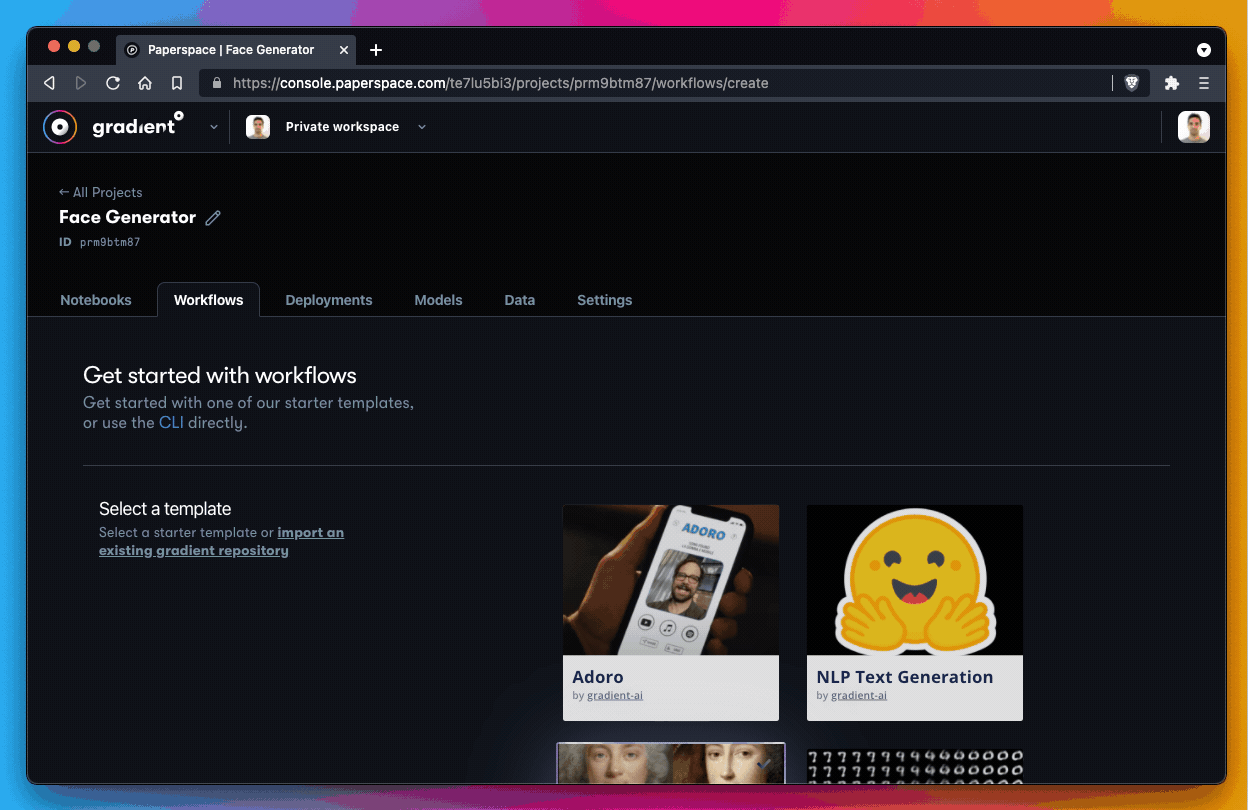 Paperspace | Face Generator
https://console.paperspace.com/te7lu5bi3/projects/prm9btm87/workflows/create
gradient
Private workspace
← All Projects
Face Generator
ID prm9btm87
Notebooks
Workflows
Deployments
Models
Data
Settings
Get started with workflows
Get started with one of our starter templates,
or use the CLI directly.
Select a template
Select a starter template or import an
existing gradient repository
ADORO
Adoro
by gradient-ai
NLP Text Generation
by gradient-ai